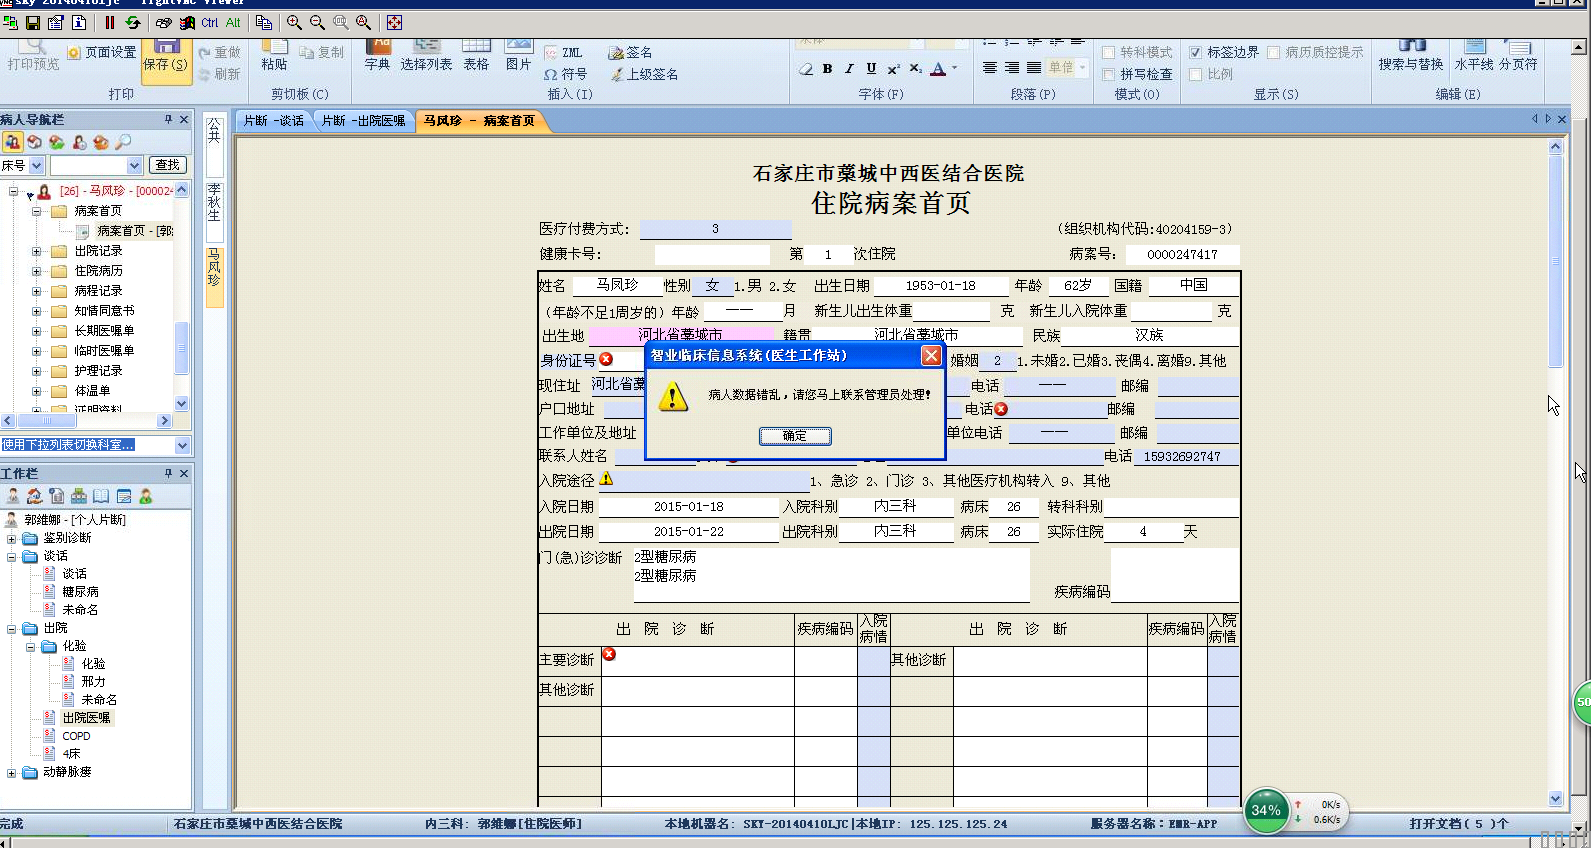 sky-20140410ljc - TightVNC Viewer
Ctrl Alt
打印预览 页面设置 保存(S) 重做 刷新
打印
粘贴 复制
剪切板(C)
字典 选择列表 表格 图片 ZML 符号 签名 上级签名
插入(I)
B I U x² x₂ A
字体(F)
单倍
段落(P)
转科模式
拼写检查
模式(O)
标签边界 病历质控提示
比例
显示(S)
搜索与替换 水平线 分页符
编辑(E)
病人导航栏
床号 查找
[26] - 马风珍 - [00002
病案首页
病案首页 - [郭
出院记录
住院病历
病程记录
知情同意书
长期医嘱单
临时医嘱单
护理记录
体温单
证明资料
使用下拉列表切换科室...
工作栏
郭维娜 - [个人片断]
鉴别诊断
谈话
谈话
糖尿病
未命名
出院
化验
化验
邢力
未命名
出院医嘱
COPD
4床
动静脉瘘
公共
李秋生
马风珍
片断 -谈话 片断 -出院医嘱 马风珍 - 病案首页
石家庄市藁城中西医结合医院
住院病案首页
医疗付费方式: 3 (组织机构代码:40204159-3)
健康卡号: 第 1 次住院 病案号: 0000247417
姓名 马风珍 性别 女 1.男 2.女 出生日期 1953-01-18 年龄 62岁 国籍 中国
(年龄不足1周岁的) 年龄 —— 月 新生儿出生体重 克 新生儿入院体重 克
出生地 河北省藁城市 籍贯 河北省藁城市 民族 汉族
身份证号 婚姻 2 1.未婚2.已婚3.丧偶4.离婚9.其他
现住址 河北省藁 电话 —— 邮编
户口地址 电话 邮编
工作单位及地址 单位电话 —— 邮编
联系人姓名 电话 15932692747
入院途径 1、急诊 2、门诊 3、其他医疗机构转入 9、其他
入院日期 2015-01-18 入院科别 内三科 病床 26 转科科别
出院日期 2015-01-22 出院科别 内三科 病床 26 实际住院 4 天
门(急)诊诊断 2型糖尿病
2型糖尿病
疾病编码
出 院 诊 断 疾病编码 入院病情 出 院 诊 断 疾病编码 入院病情
主要诊断 其他诊断
其他诊断
智业临床信息系统(医生工作站)
病人数据错乱，请您马上联系管理员处理!
确定
50
34% 0K/s
0.6K/s
完成 石家庄市藁城中西医结合医院 内三科: 郭维娜[住院医师] 本地机器名: SKY-20140410LJC|本地IP: 125.125.125.24 服务器名称：EMR-APP 打开文档( 5 )个